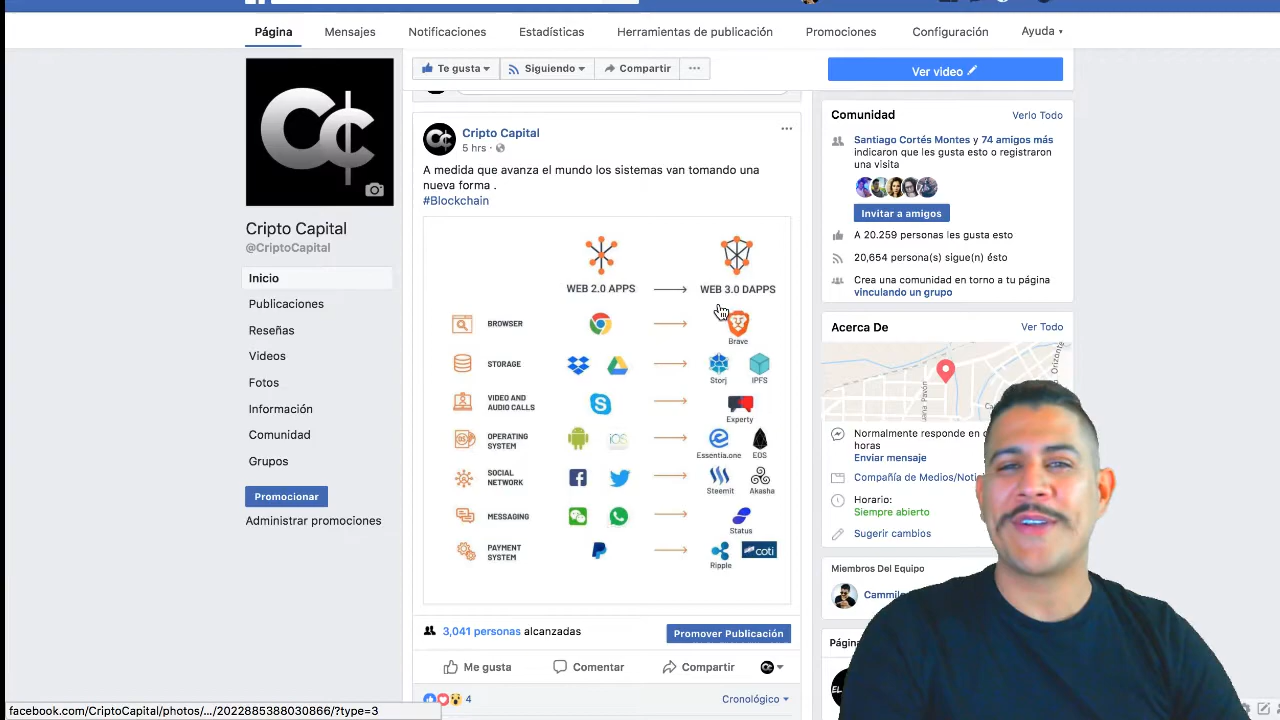 Página
Mensajes
Notificaciones
Estadísticas
Herramientas de publicación
Promociones
Configuración
Ayuda
Te gusta
Siguiendo
Compartir
Ver video
Cripto Capital
@CriptoCapital
Inicio
Publicaciones
Reseñas
Videos
Fotos
Información
Comunidad
Grupos
Promocionar
Administrar promociones
Cripto Capital
5 hrs
A medida que avanza el mundo los sistemas van tomando una
nueva forma .
#Blockchain
WEB 2.0 APPS
WEB 3.0 DAPPS
BROWSER
Brave
STORAGE
Storj
IPFS
VIDEO AND
AUDIO CALLS
Experty
OPERATING
SYSTEM
iOS
Essentia.one
EOS
SOCIAL
NETWORK
Steemit
Akasha
MESSAGING
Status
PAYMENT
SYSTEM
Ripple
coti
3,041 personas alcanzadas
Promover Publicación
Me gusta
Comentar
Compartir
4
Cronológico
Comunidad
Verlo Todo
Santiago Cortés Montes y 74 amigos más
indicaron que les gusta esto o registraron
una visita
Invitar a amigos
A 20.259 personas les gusta esto
20,654 persona(s) sigue(n) ésto
Crea una comunidad en torno a tu página
vinculando un grupo
Acerca De
Ver Todo
Normalmente responde en
horas
Enviar mensaje
Compañía de Medios/Notici
Horario:
Siempre abierto
Sugerir cambios
Miembros Del Equipo
Cammilo
Págin
facebook.com/CriptoCapital/photos/.../2022885388030866/?type=3